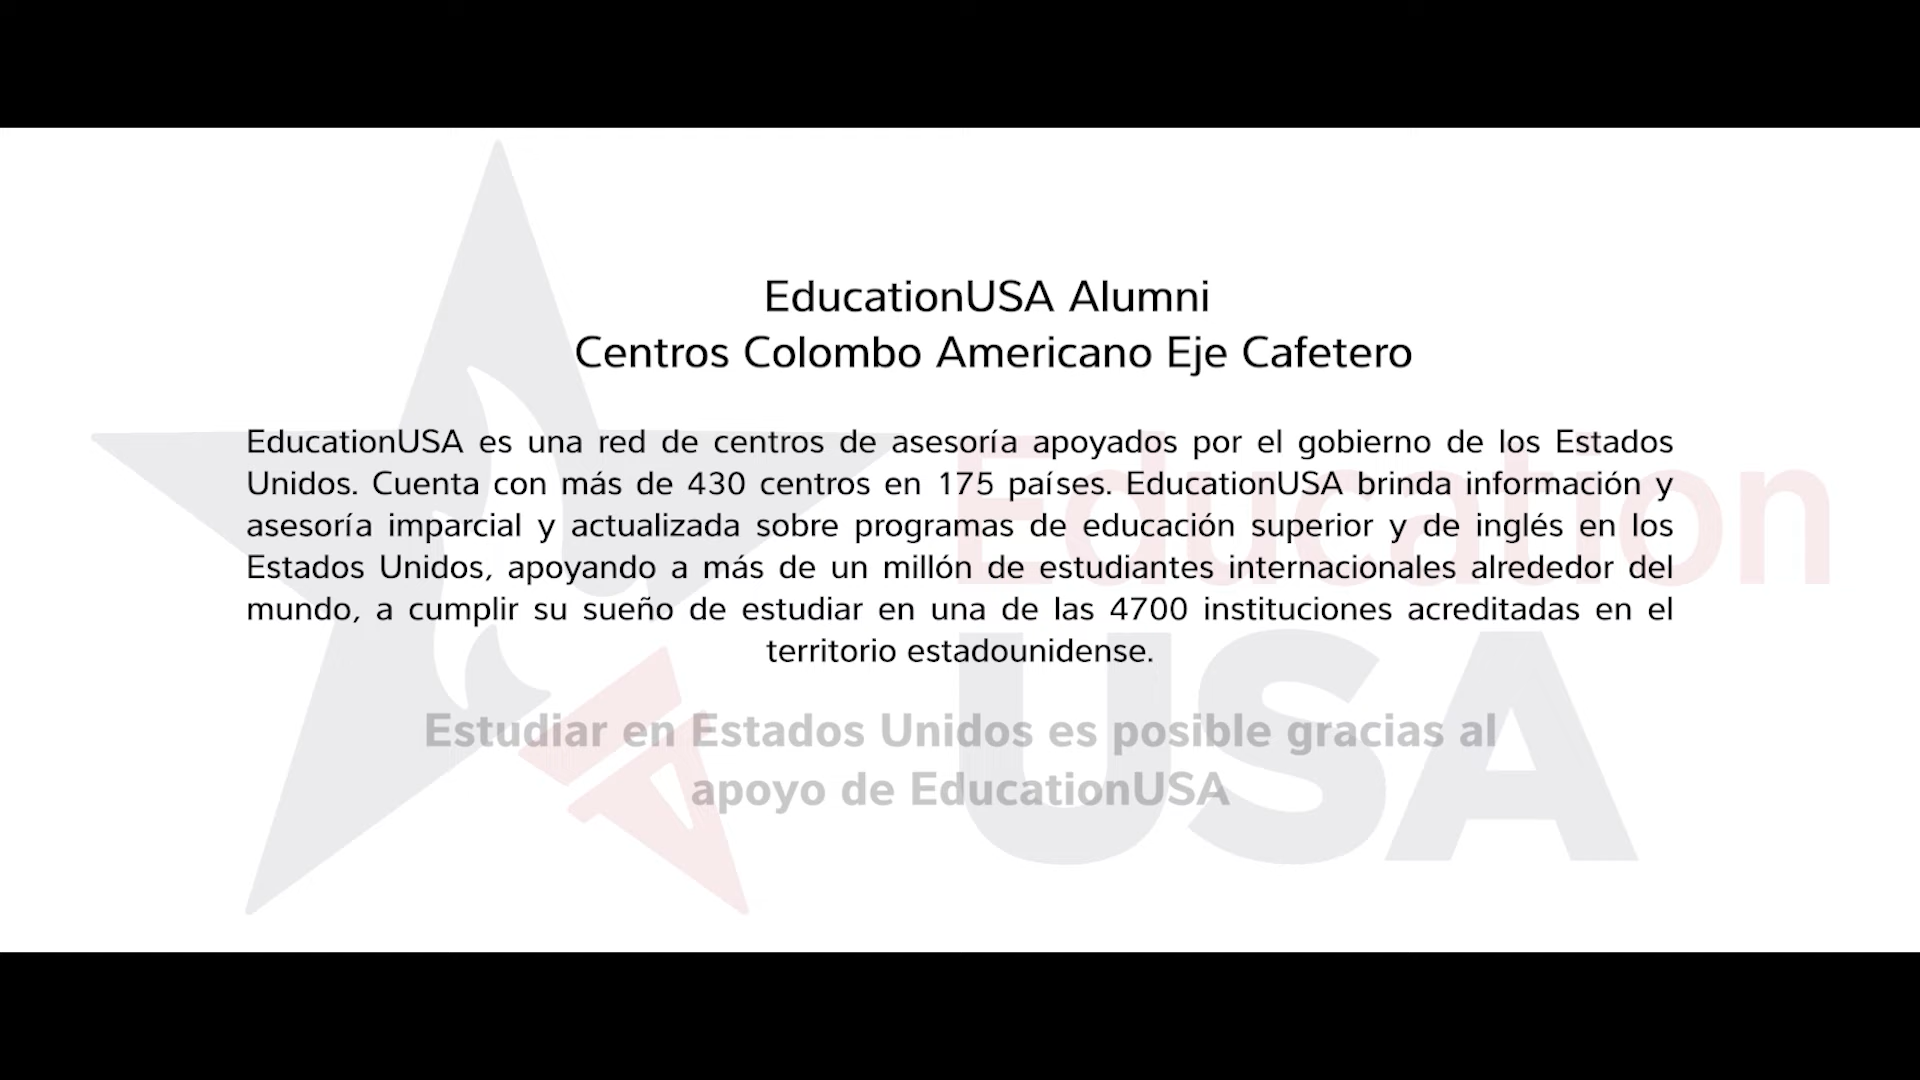 EducationUSA Alumni
Centros Colombo Americano Eje Cafetero
EducationUSA es una red de centros de asesoría apoyados por el gobierno de los Estados
Unidos. Cuenta con más de 430 centros en 175 países. EducationUSA brinda información y
asesoría imparcial y actualizada sobre programas de educación superior y de inglés en los
Estados Unidos, apoyando a más de un millón de estudiantes internacionales alrededor del
mundo, a cumplir su sueño de estudiar en una de las 4700 instituciones acreditadas en el
territorio estadounidense.
Estudiar en Estados Unidos es posible gracias al
apoyo de EducationUSA
Education
USA